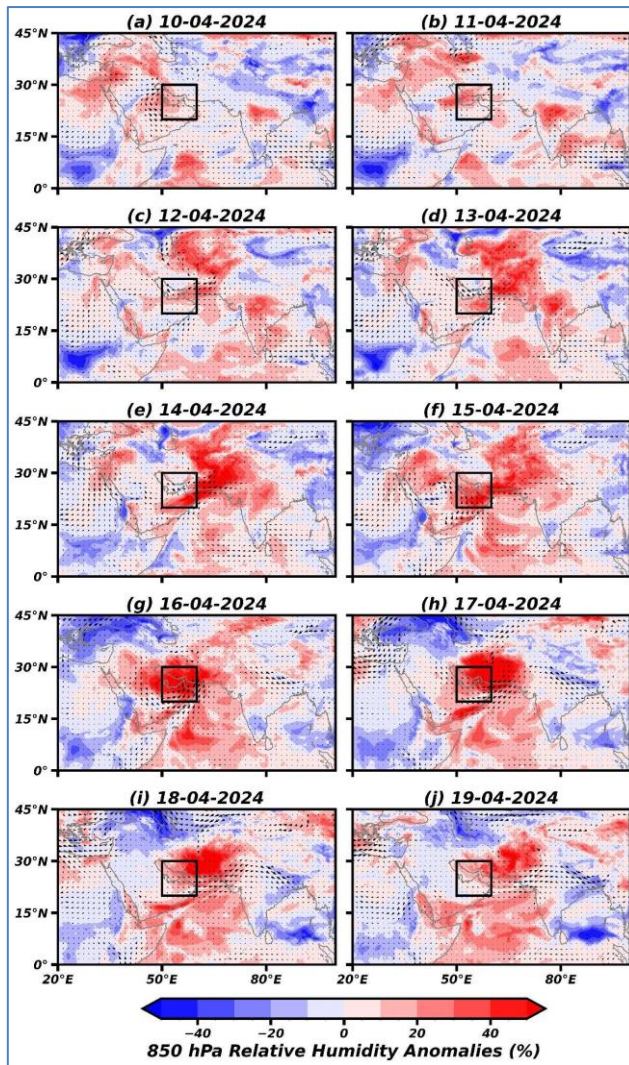 (a) 10-04-2024 (b) 11-04-2024
45°N
30°N
15°N
0°
(c) 12-04-2024 (d) 13-04-2024
45°N
30°N
15°N
0°
(e) 14-04-2024 (f) 15-04-2024
45°N
30°N
15°N
0°
(g) 16-04-2024 (h) 17-04-2024
45°N
30°N
15°N
0°
(i) 18-04-2024 (j) 19-04-2024
45°N
30°N
15°N
0°
20°E 50°E 80°E 20°E 50°E 80°E
−40 −20 0 20 40
850 hPa Relative Humidity Anomalies (%)